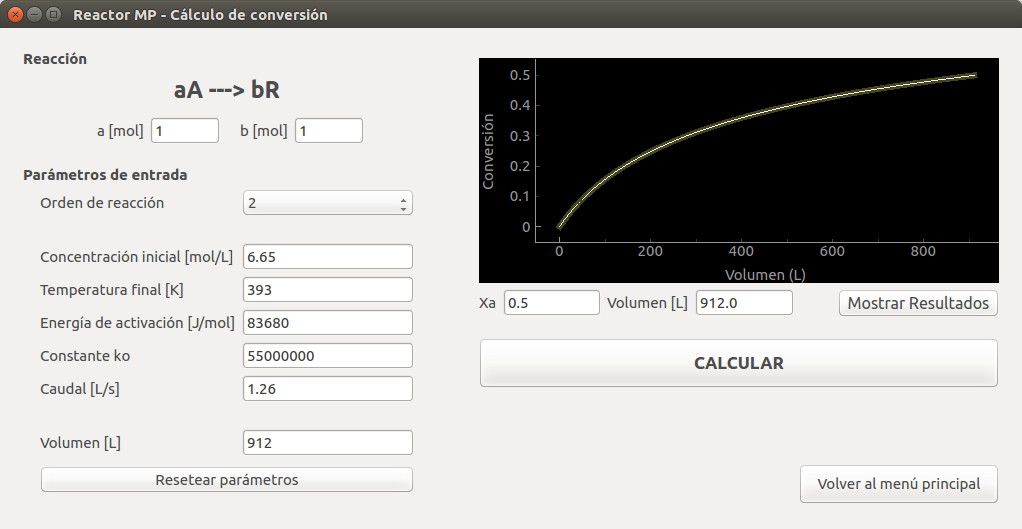 Reactor MP - Cálculo de conversión
Reacción
aA ---> bR
a [mol] 1 b [mol] 1
Parámetros de entrada
Orden de reacción 2
Concentración inicial [mol/L] 6.65
Temperatura final [K] 393
Energía de activación [J/mol] 83680
Constante ko 55000000
Caudal [L/s] 1.26
Volumen [L] 912
Resetear parámetros
Conversión
0.5
0.4
0.3
0.2
0.1
0
0 200 400 600 800
Volumen (L)
Xa 0.5 Volumen [L] 912.0 Mostrar Resultados
CALCULAR
Volver al menú principal